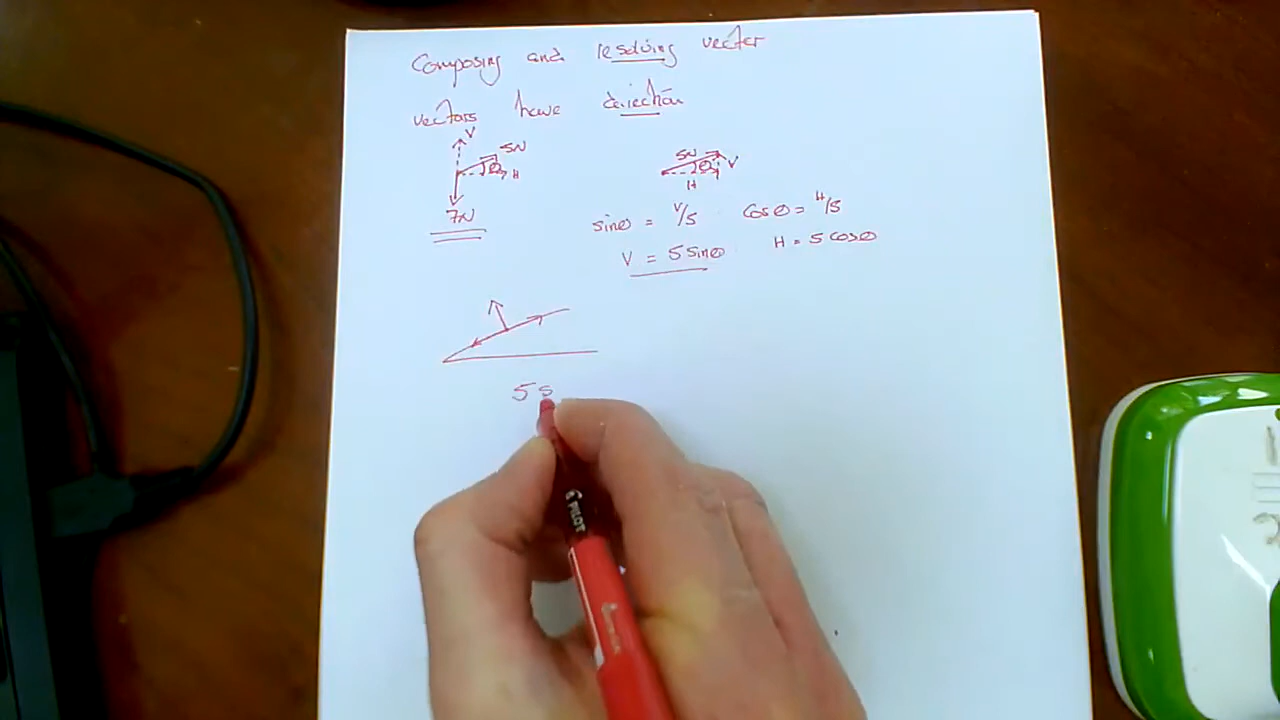 Composing and resolving vector
vectors have direction
V
5N
θ
H
7N
5N
θ
V
H
sinθ = V/5
cosθ = H/5
V = 5 sinθ
H = 5 cosθ
5s
PILOT